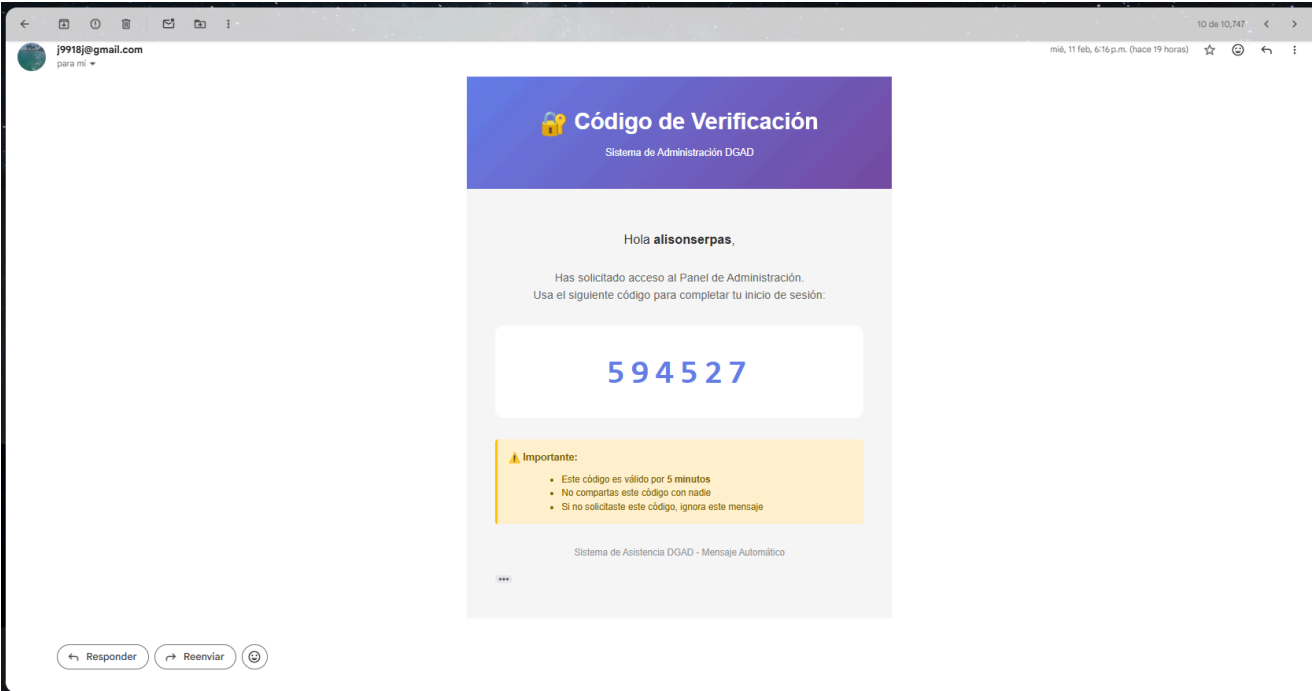 10 de 10,747
j9918j@gmail.com
mié, 11 feb, 6:16 p.m. (hace 19 horas)
para mí
Código de Verificación
Sistema de Administración DGAD
Hola alisonserpas,
Has solicitado acceso al Panel de Administración.
Usa el siguiente código para completar tu inicio de sesión:
594527
Importante:
Este código es válido por 5 minutos
No compartas este código con nadie
Si no solicitaste este código, ignora este mensaje
Sistema de Asistencia DGAD - Mensaje Automático
Responder
Reenviar